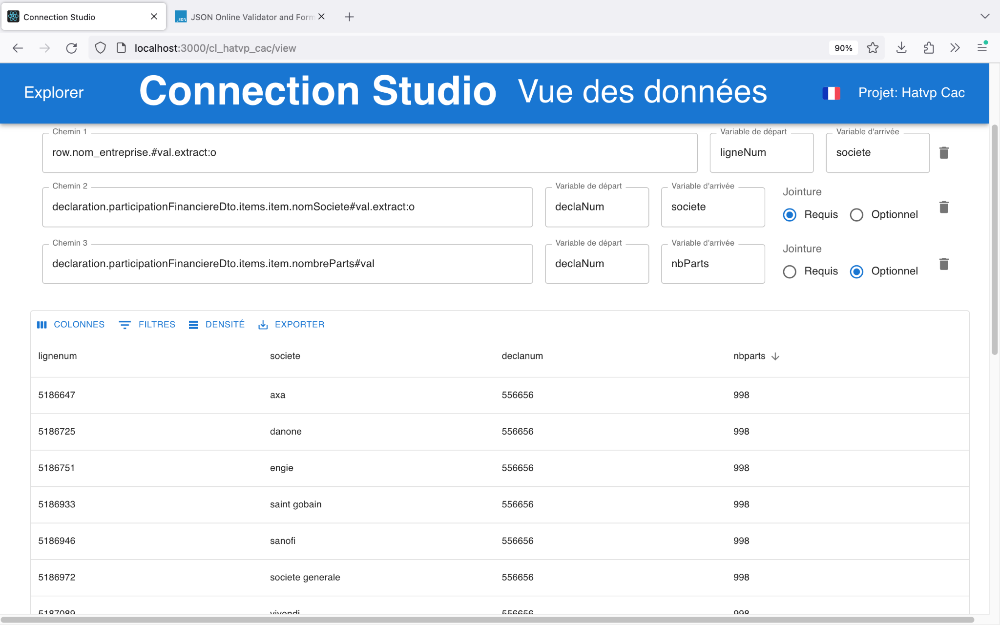 Connection Studio
JSON Online Validator and Form
localhost:3000/cl_hatvp_cac/view
90%
Explorer
Connection Studio Vue des données
Projet: Hatvp Cac
Chemin 1
Variable de départ
Variable d'arrivée
row.nom_entreprise.#val.extract:o
ligneNum
societe
Chemin 2
Variable de départ
Variable d'arrivée
Jointure
declaration.participationFinanciereDto.items.item.nomSociete#val.extract:o
declaNum
societe
Requis
Optionnel
Chemin 3
Variable de départ
Variable d'arrivée
Jointure
declaration.participationFinanciereDto.items.item.nombreParts#val
declaNum
nbParts
Requis
Optionnel
COLONNES
FILTRES
DENSITÉ
EXPORTER
lignenum societe declanum nbparts
5186647 axa 556656 998
5186725 danone 556656 998
5186751 engie 556656 998
5186933 saint gobain 556656 998
5186946 sanofi 556656 998
5186972 societe generale 556656 998
5187089 vivendi 556656 998